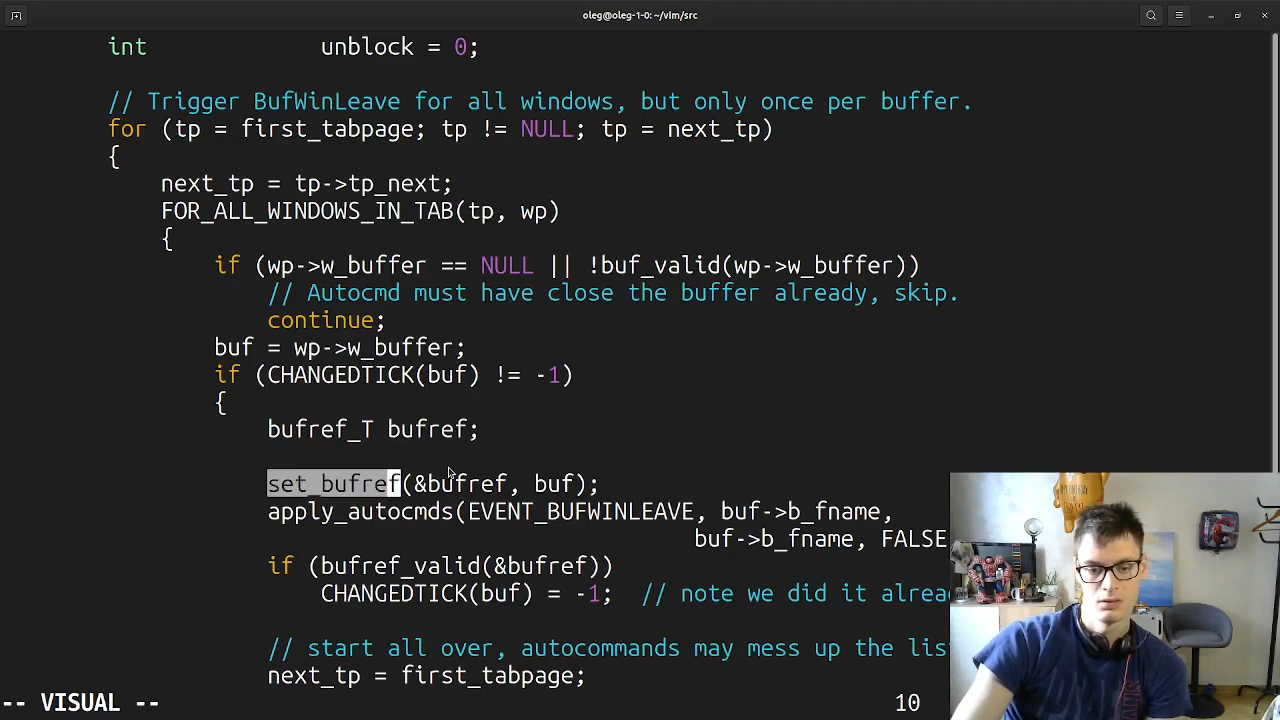 oleg@oleg-1-0: ~/vim/src
int unblock = 0;
// Trigger BufWinLeave for all windows, but only once per buffer.
for (tp = first_tabpage; tp != NULL; tp = next_tp)
{
next_tp = tp->tp_next;
FOR_ALL_WINDOWS_IN_TAB(tp, wp)
{
if (wp->w_buffer == NULL || !buf_valid(wp->w_buffer))
// Autocmd must have close the buffer already, skip.
continue;
buf = wp->w_buffer;
if (CHANGEDTICK(buf) != -1)
{
bufref_T bufref;
set_bufref(&bufref, buf);
apply_autocmds(EVENT_BUFWINLEAVE, buf->b_fname,
buf->b_fname, FALSE
if (bufref_valid(&bufref))
CHANGEDTICK(buf) = -1; // note we did it alrea
// start all over, autocommands may mess up the lis
next_tp = first_tabpage;
-- VISUAL -- 10